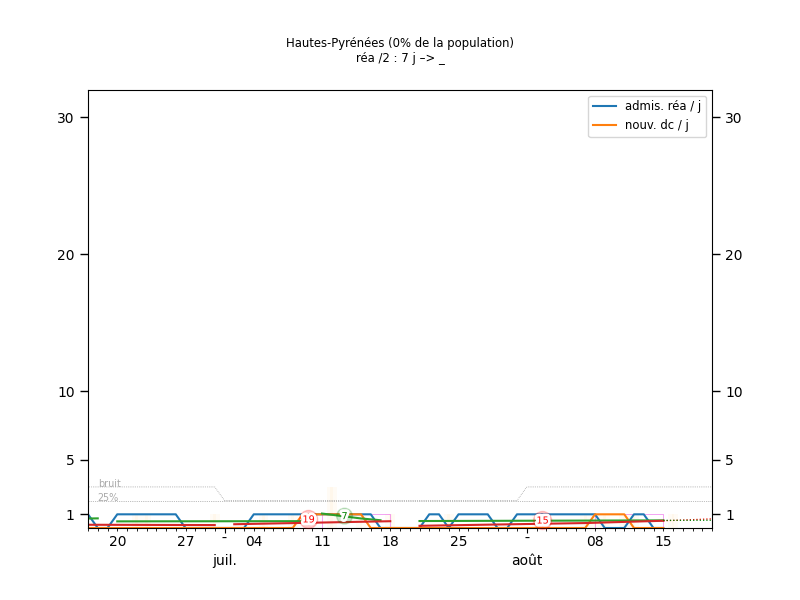 Hautes-Pyrénées (0% de la population)
réa /2 : 7 j –> _
admis. réa / j
nouv. dc / j
30 30
20 20
10 10
5 5
bruit
25%
1 19 7 15 1
20 27 - 04 11 18 25 - 08 15
juil. août